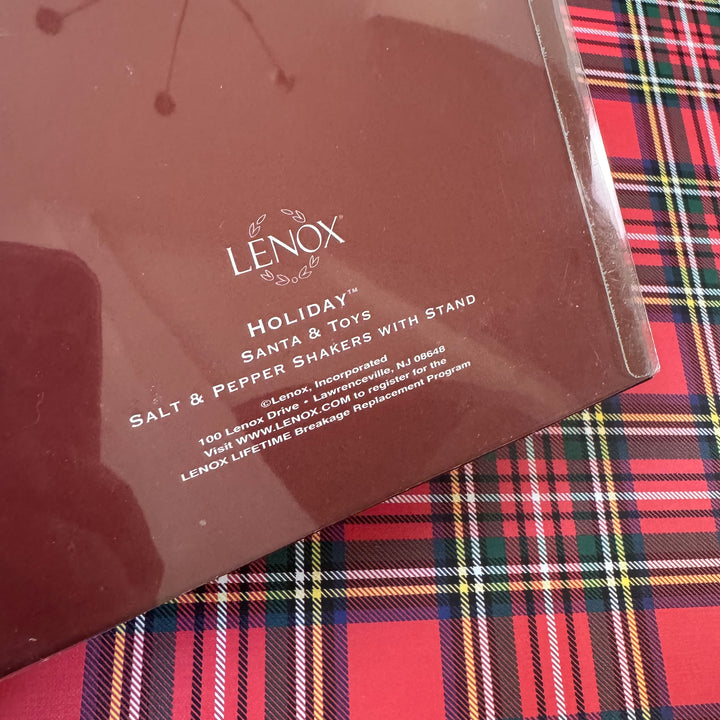 LENOX®
HOLIDAY™
SANTA & TOYS
SALT & PEPPER SHAKERS WITH STAND
©Lenox, Incorporated
100 Lenox Drive • Lawrenceville, NJ 08648
Visit WWW.LENOX.COM to register for the
LENOX LIFETIME Breakage Replacement Program